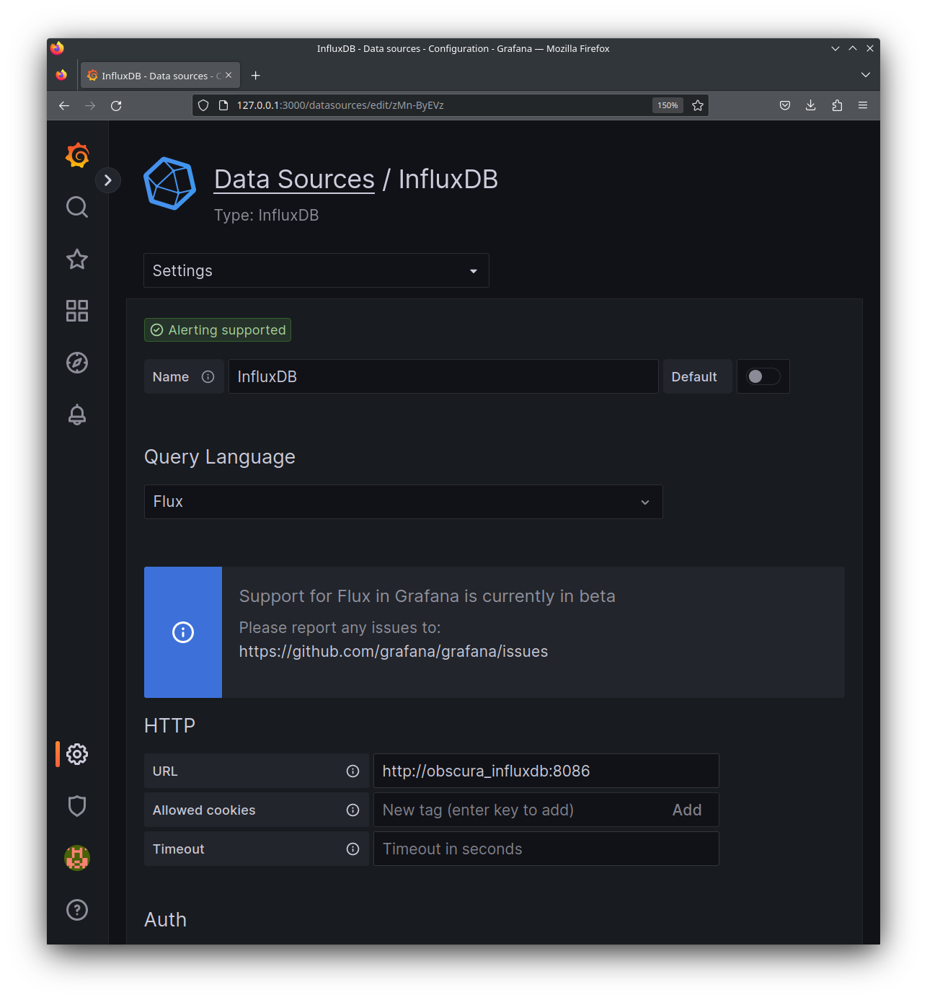 InfluxDB - Data sources - Configuration - Grafana — Mozilla Firefox
InfluxDB - Data sources - C
127.0.0.1:3000/datasources/edit/zMn-ByEVz
150%
Data Sources / InfluxDB
Type: InfluxDB
Settings
Alerting supported
Name InfluxDB Default
Query Language
Flux
Support for Flux in Grafana is currently in beta
Please report any issues to:
https://github.com/grafana/grafana/issues
HTTP
URL http://obscura_influxdb:8086
Allowed cookies New tag (enter key to add) Add
Timeout Timeout in seconds
Auth